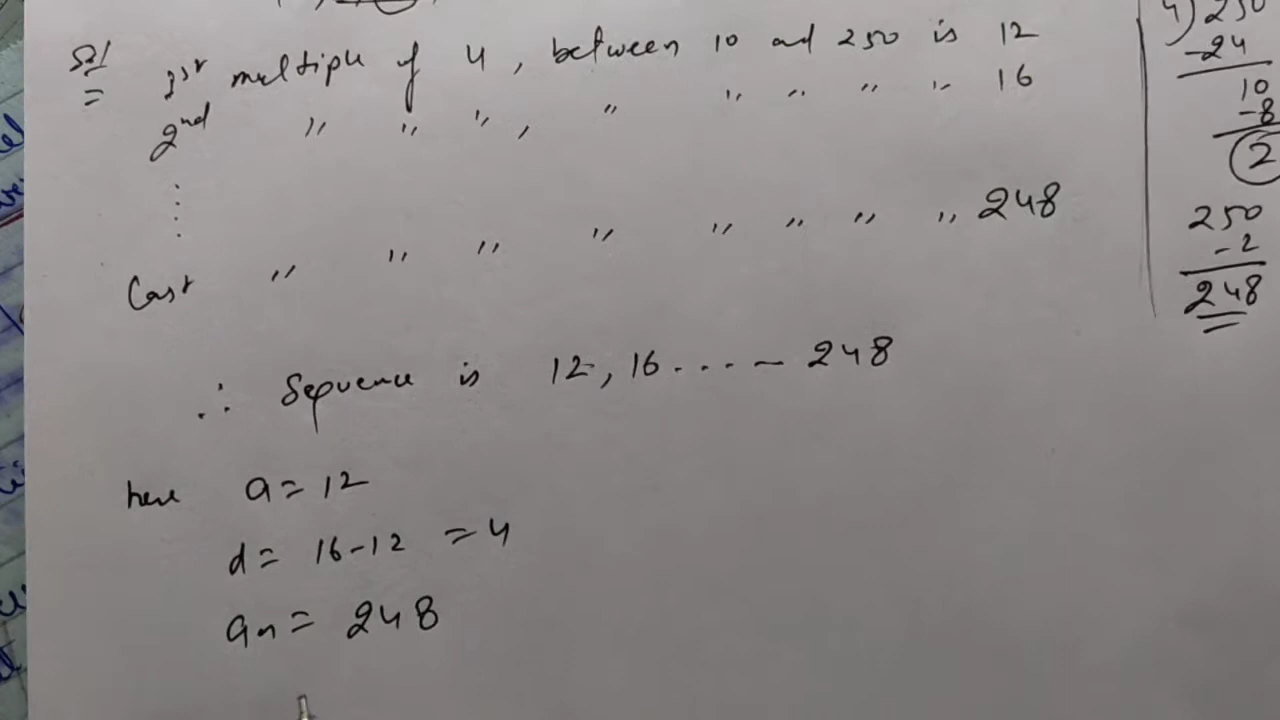 Sol 1st multiple of 4, between 10 and 250 is 12
= 2nd ,, ,, ,, , ,, ,, ,, ,, ,, 16
:
:
Last ,, ,, ,, ,, ,, ,, ,, ,, 248
∴ Sequence is 12, 16 . . . . - 248
here a = 12
d = 16 - 12 = 4
an = 248
4) 250
-24
10
-8
2
250
- 2
248